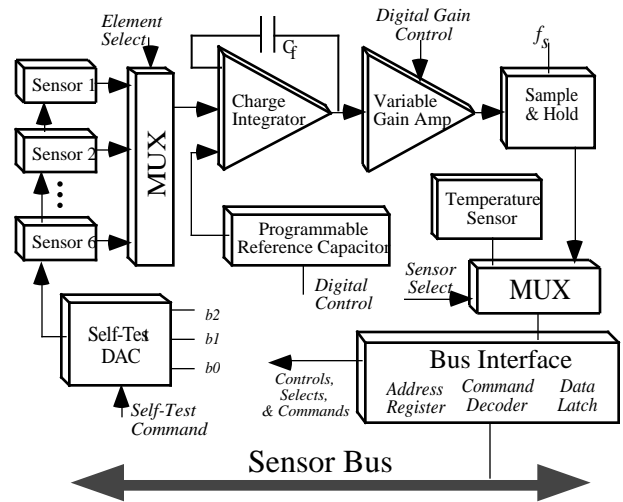 Element
Select
C
f
Digital Gain
Control
f
s
Sensor 1
Sensor 2
Sensor 6
MUX
Charge
Integrator
Variable
Gain Amp
Sample
& Hold
Programmable
Reference Capacitor
Digital
Control
Temperature
Sensor
Sensor
Select
MUX
Self-Test
DAC
b2
b1
b0
Self-Test
Command
Controls,
Selects,
& Commands
Bus Interface
Address
Register
Command
Decoder
Data
Latch
Sensor Bus